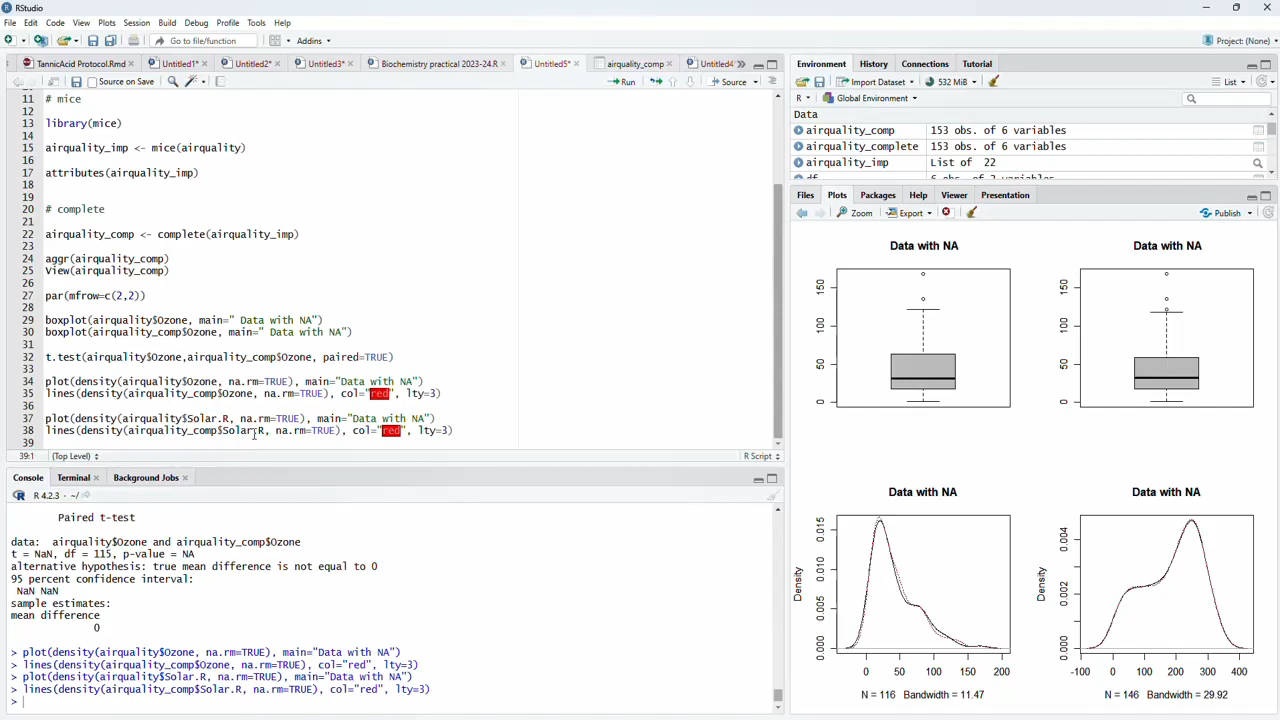 RStudio
File Edit Code View Plots Session Build Debug Profile Tools Help
Go to file/function Addins Project: (None)
TannicAcid Protocol.Rmd Untitled1* Untitled2* Untitled3* Biochemistry practical 2023-24.R Untitled5* airquality_comp Untitled4
Source on Save Run Source
11 # mice
12
13 library(mice)
14
15 airquality_imp <- mice(airquality)
16
17 attributes(airquality_imp)
18
19
20 # complete
21
22 airquality_comp <- complete(airquality_imp)
23
24 aggr(airquality_comp)
25 View(airquality_comp)
26
27 par(mfrow=c(2,2))
28
29 boxplot(airquality$Ozone, main=" Data with NA")
30 boxplot(airquality_comp$Ozone, main=" Data with NA")
31
32 t.test(airquality$Ozone,airquality_comp$Ozone, paired=TRUE)
33
34 plot(density(airquality$Ozone, na.rm=TRUE), main="Data with NA")
35 lines(density(airquality_comp$Ozone, na.rm=TRUE), col="red", lty=3)
36
37 plot(density(airquality$Solar.R, na.rm=TRUE), main="Data with NA")
38 lines(density(airquality_comp$Solar.R, na.rm=TRUE), col="red", lty=3)
39
39:1 (Top Level) R Script
Console Terminal Background Jobs
R 4.2.3 · ~/
Paired t-test
data: airquality$Ozone and airquality_comp$Ozone
t = NaN, df = 115, p-value = NA
alternative hypothesis: true mean difference is not equal to 0
95 percent confidence interval:
NaN NaN
sample estimates:
mean difference
0
> plot(density(airquality$Ozone, na.rm=TRUE), main="Data with NA")
> lines(density(airquality_comp$Ozone, na.rm=TRUE), col="red", lty=3)
> plot(density(airquality$Solar.R, na.rm=TRUE), main="Data with NA")
> lines(density(airquality_comp$Solar.R, na.rm=TRUE), col="red", lty=3)
>
Environment History Connections Tutorial
Import Dataset 532 MiB List
R Global Environment
Data
airquality_comp 153 obs. of 6 variables
airquality_complete 153 obs. of 6 variables
airquality_imp List of 22
Files Plots Packages Help Viewer Presentation
Zoom Export Publish
Data with NA
0 50 100 150
Data with NA
0 50 100 150
Data with NA
Density
0.000 0.005 0.010 0.015
0 50 100 150 200
N = 116 Bandwidth = 11.47
Data with NA
Density
0.000 0.002 0.004
-100 0 100 200 300 400
N = 146 Bandwidth = 29.92